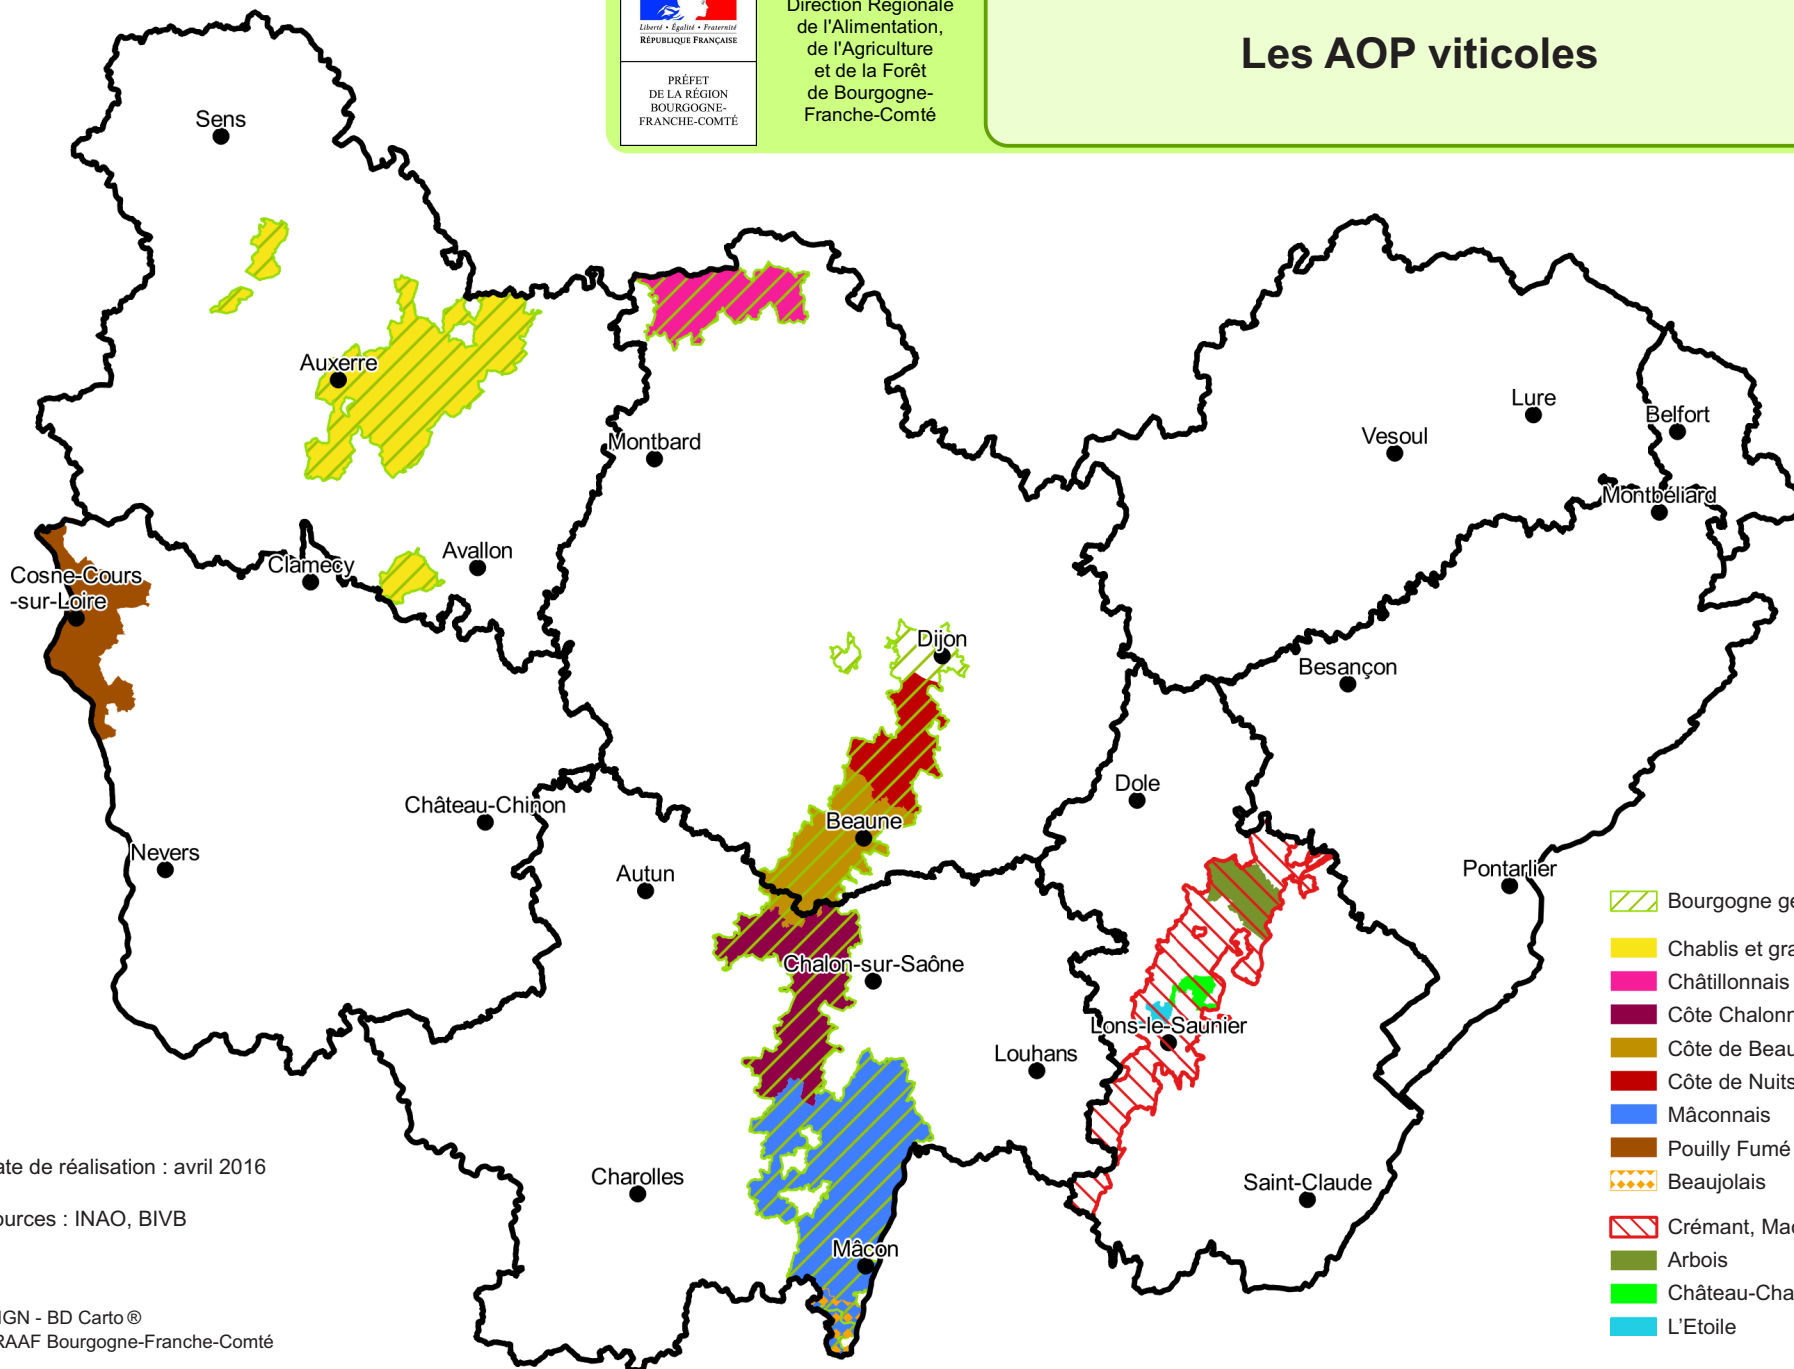 Liberté • Égalité • Fraternité
RÉPUBLIQUE FRANÇAISE
PRÉFET
DE LA RÉGION
BOURGOGNE-
FRANCHE-COMTÉ
Direction Régionale
de l'Alimentation,
de l'Agriculture
et de la Forêt
de Bourgogne-
Franche-Comté
Les AOP viticoles
Sens
Auxerre
Montbard
Lure
Belfort
Vesoul
Montbéliard
Avallon
Clamecy
Cosne-Cours
-sur-Loire
Dijon
Besançon
Dole
Château-Chinon
Beaune
Nevers
Autun
Pontarlier
Chalon-sur-Saône
Lons-le-Saunier
Louhans
Charolles
Saint-Claude
Mâcon
Bourgogne ge
Chablis et gra
Châtillonnais
Côte Chalonn
Côte de Beau
Côte de Nuits
Mâconnais
Pouilly Fumé
Beaujolais
Crémant, Mac
Arbois
Château-Cha
L'Etoile
ate de réalisation : avril 2016
ources : INAO, BIVB
IGN - BD Carto ®
RAAF Bourgogne-Franche-Comté